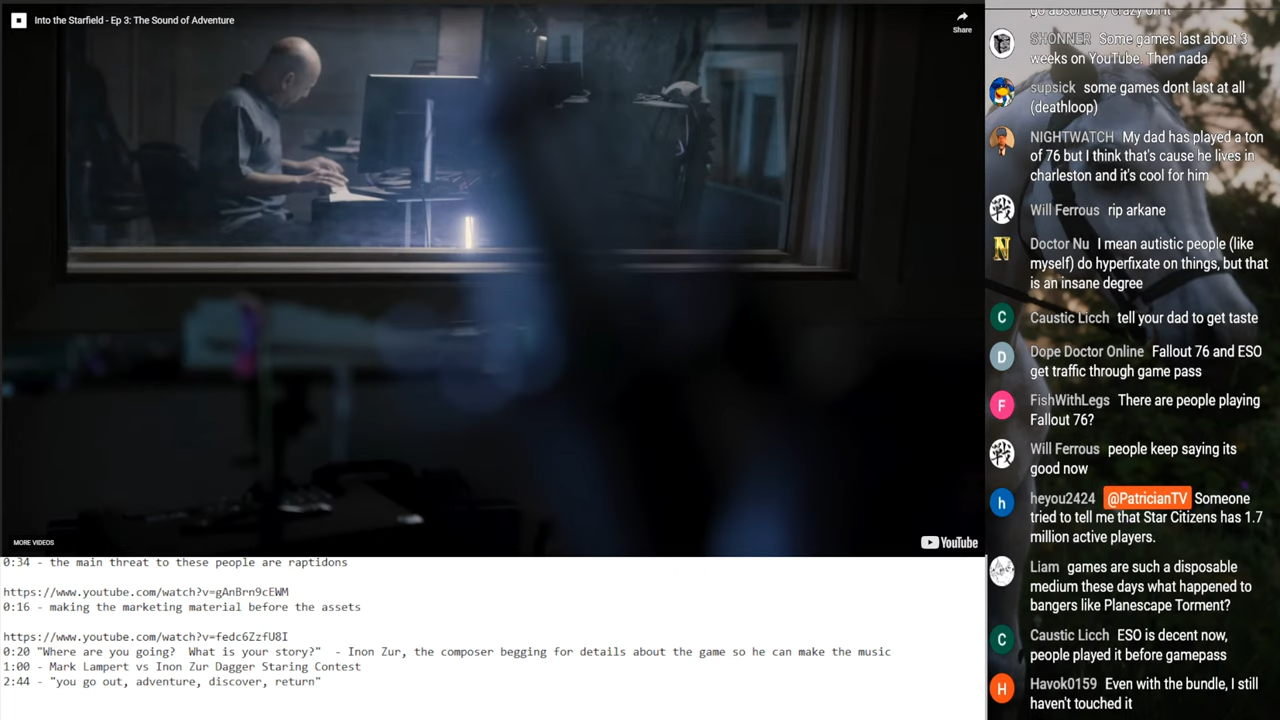 Into the Starfield - Ep 3: The Sound of Adventure
Share
MORE VIDEOS
YouTube
0:34 - the main threat to these people are raptidons
https://www.youtube.com/watch?v=gAnBrn9cEWM
0:16 - making the marketing material before the assets
https://www.youtube.com/watch?v=fedc6ZzfU8I
0:20 "Where are you going?  What is your story?"  - Inon Zur, the composer begging for details about the game so he can make the music
1:00 - Mark Lampert vs Inon Zur Dagger Staring Contest
2:44 - "you go out, adventure, discover, return"
go absolutely crazy on it
SHONNER Some games last about 3
weeks on YouTube. Then nada.
supsick some games dont last at all
(deathloop)
NIGHTWATCH My dad has played a ton
of 76 but I think that's cause he lives in
charleston and it's cool for him
Will Ferrous rip arkane
N
Doctor Nu I mean autistic people (like
myself) do hyperfixate on things, but that
is an insane degree
C
Caustic Licch tell your dad to get taste
D
Dope Doctor Online Fallout 76 and ESO
get traffic through game pass
F
FishWithLegs There are people playing
Fallout 76?
Will Ferrous people keep saying its
good now
h
heyou2424 @PatricianTV Someone
tried to tell me that Star Citizens has 1.7
million active players.
Liam games are such a disposable
medium these days what happened to
bangers like Planescape Torment?
C
Caustic Licch ESO is decent now,
people played it before gamepass
H
Havok0159 Even with the bundle, I still
haven't touched it